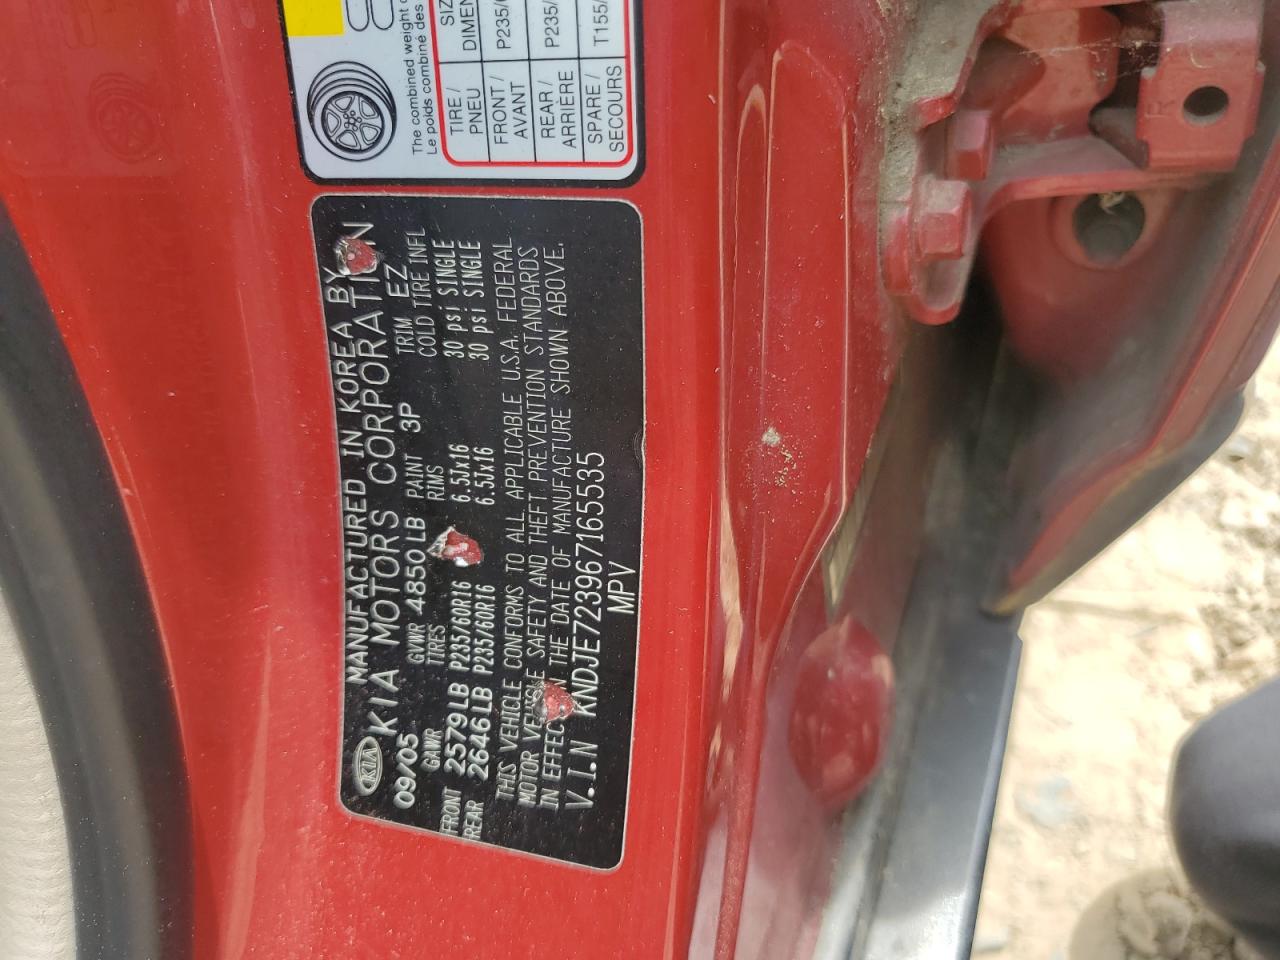 The combined weight
Le poids combiné des
TIRE / PNEU
FRONT / AVANT P235/
REAR / ARRIÈRE P235/
SPARE / SECOURS T155/
MANUFACTURED IN KOREA BY
KIA KIA MOTORS CORPORATION
09/05 GVWR 4850LB PAINT 3P TRIM EZ
GAWR TIRES RIMS COLD TIRE INFL
FRONT 2579LB P235/60R16 6.5Jx16 30 psi SINGLE
REAR 2646LB P235/60R16 6.5Jx16 30 psi SINGLE
THIS VEHICLE CONFORMS TO ALL APPLICABLE U.S.A. FEDERAL
MOTOR VEHICLE SAFETY AND THEFT PREVENTION STANDARDS
IN EFFECT ON THE DATE OF MANUFACTURE SHOWN ABOVE.
V.I.N KNDJE723967165535
MPV
R